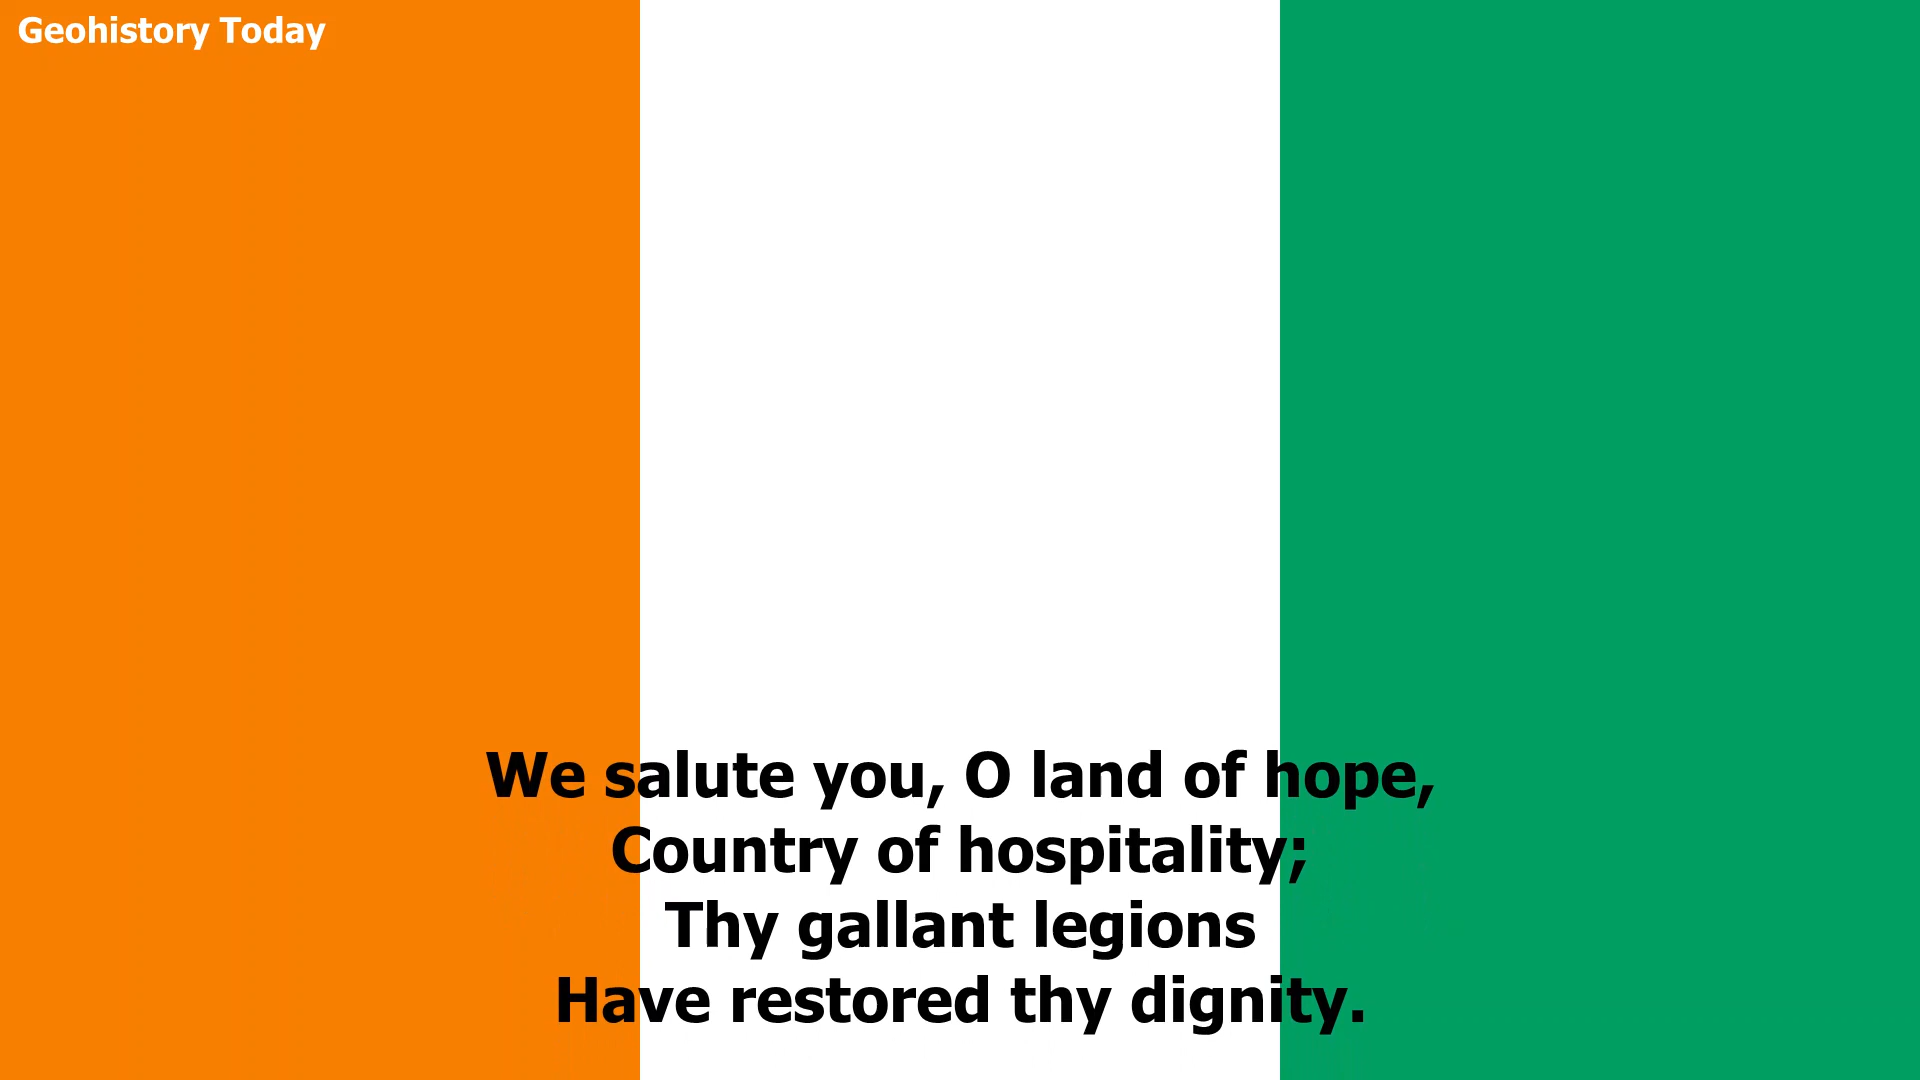 Geohistory Today
We salute you, O land of hope,
Country of hospitality;
Thy gallant legions
Have restored thy dignity.